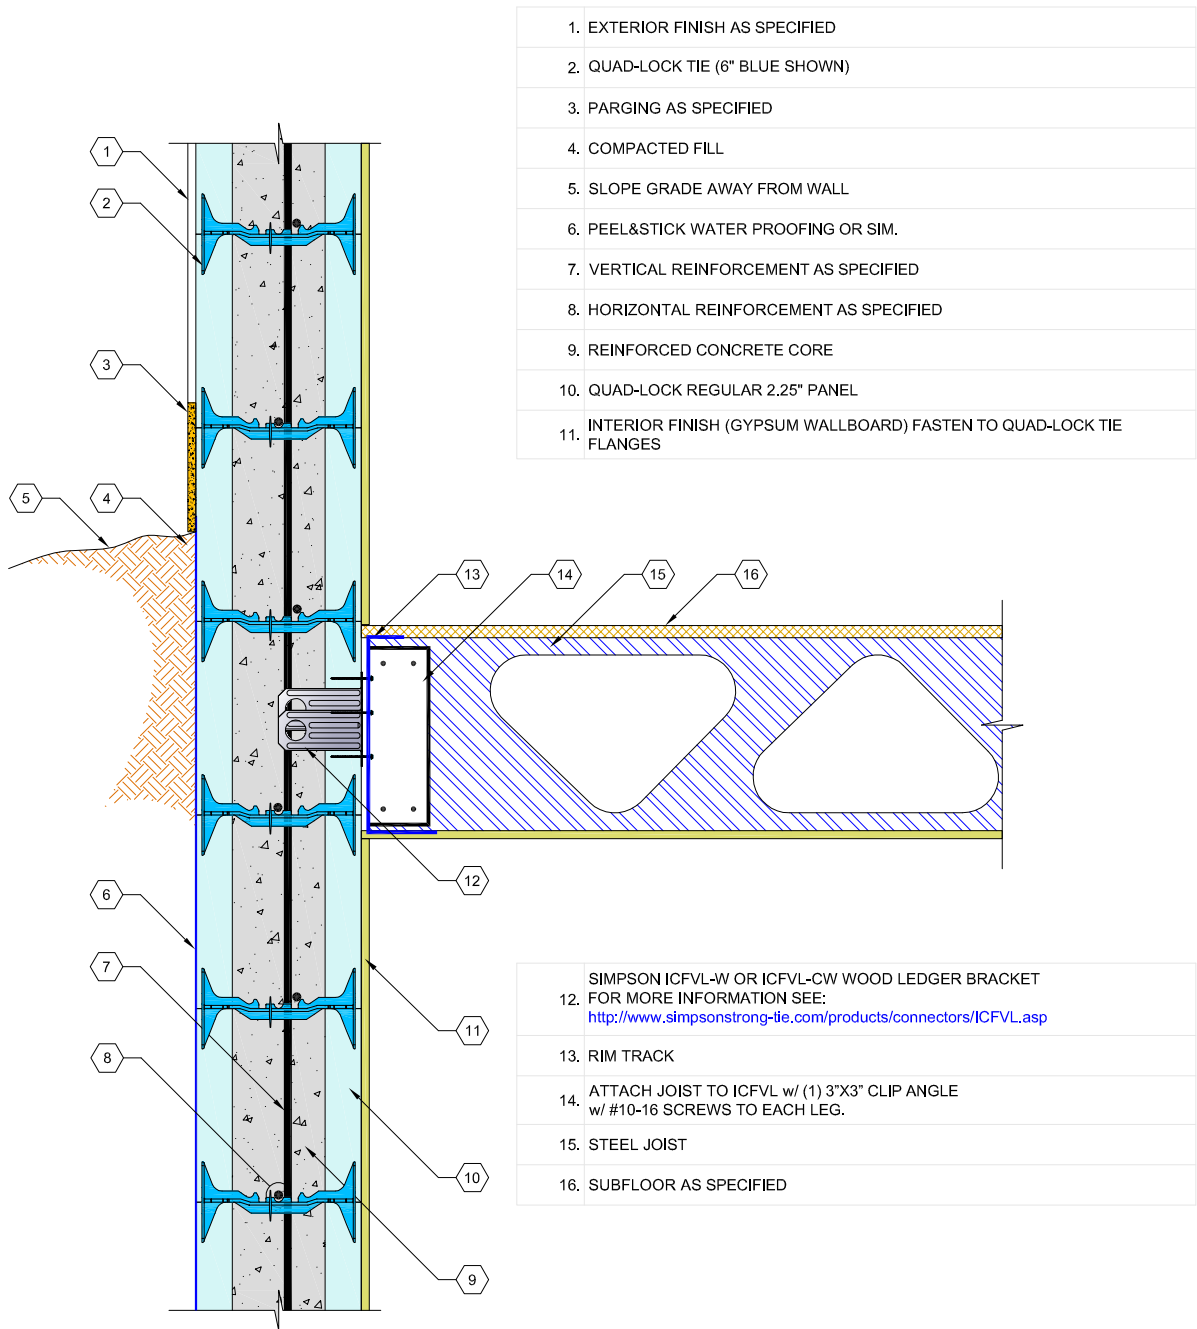 1. EXTERIOR FINISH AS SPECIFIED
2. QUAD-LOCK TIE (6" BLUE SHOWN)
3. PARGING AS SPECIFIED
4. COMPACTED FILL
5. SLOPE GRADE AWAY FROM WALL
6. PEEL&STICK WATER PROOFING OR SIM.
7. VERTICAL REINFORCEMENT AS SPECIFIED
8. HORIZONTAL REINFORCEMENT AS SPECIFIED
9. REINFORCED CONCRETE CORE
10. QUAD-LOCK REGULAR 2.25" PANEL
11. INTERIOR FINISH (GYPSUM WALLBOARD) FASTEN TO QUAD-LOCK TIE
FLANGES
1
2
3
5
4
13
14
15
16
12
6
7
11
8
10
9
12. SIMPSON ICFVL-W OR ICFVL-CW WOOD LEDGER BRACKET
FOR MORE INFORMATION SEE:
http://www.simpsonstrong-tie.com/products/connectors/ICFVL.asp
13. RIM TRACK
14. ATTACH JOIST TO ICFVL w/ (1) 3"X3" CLIP ANGLE
w/ #10-16 SCREWS TO EACH LEG.
15. STEEL JOIST
16. SUBFLOOR AS SPECIFIED